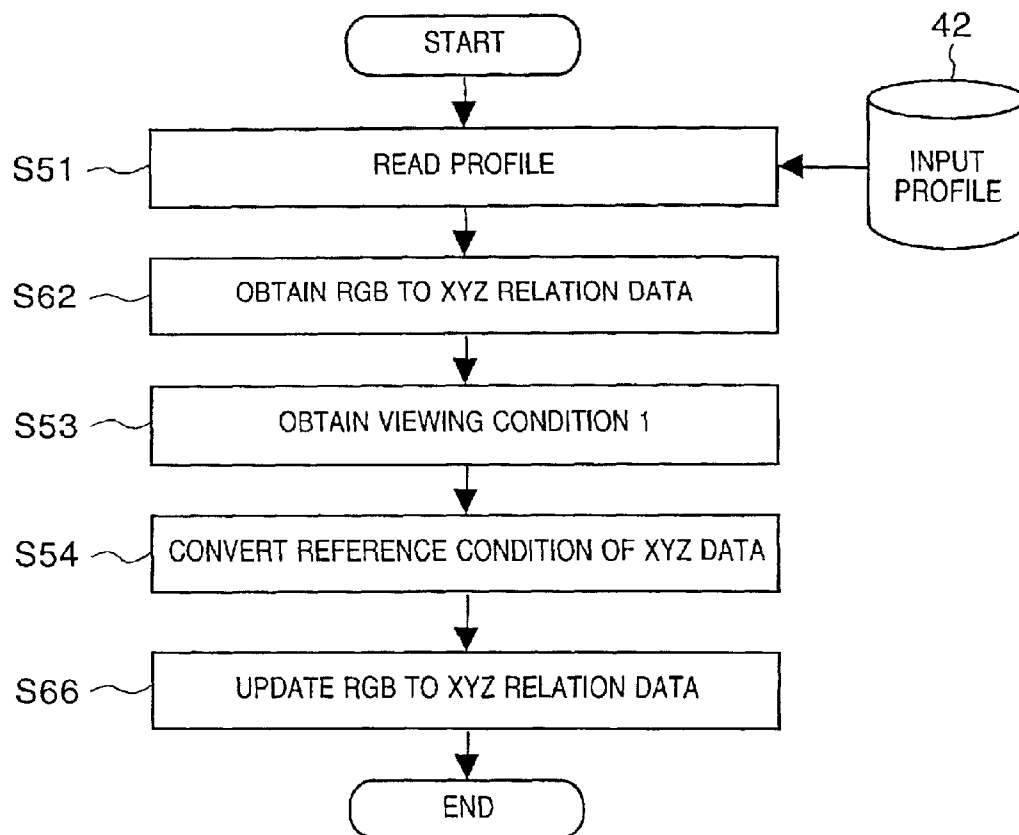 START
42
S51
READ PROFILE
INPUT
PROFILE
S62
OBTAIN RGB TO XYZ RELATION DATA
S53
OBTAIN VIEWING CONDITION 1
S54
CONVERT REFERENCE CONDITION OF XYZ DATA
S66
UPDATE RGB TO XYZ RELATION DATA
END